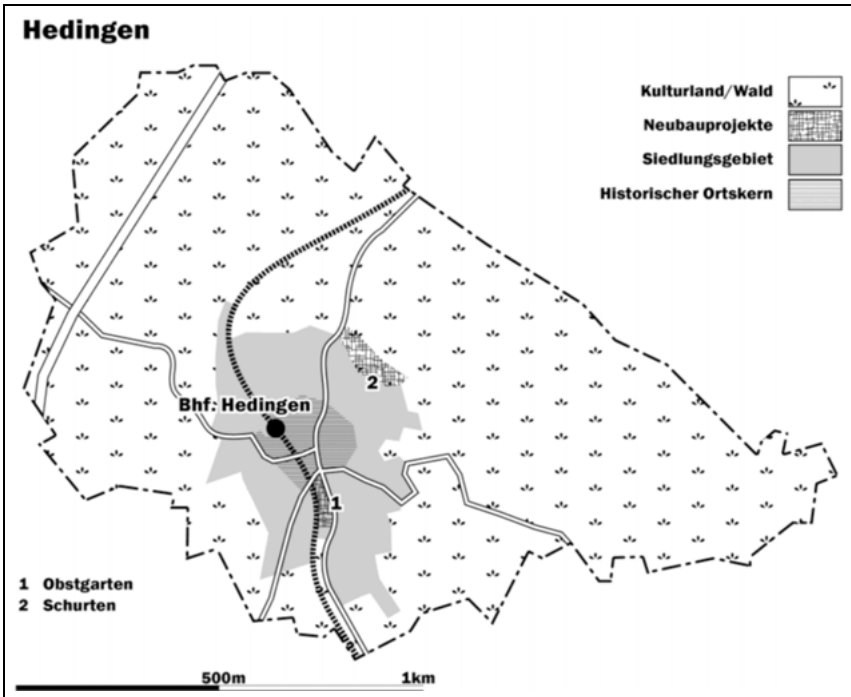 Hedingen
Kulturland/Wald
Neubauprojekte
Siedlungsgebiet
Historischer Ortskern
2
Bhf. Hedingen
1
1 Obstgarten
2 Schurten
500m 1km